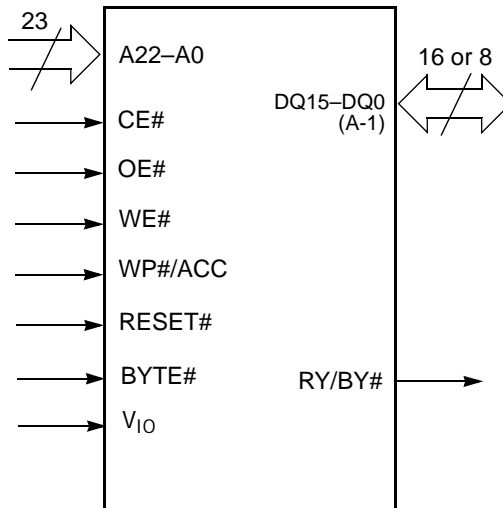 23
A22–A0
16 or 8
DQ15–DQ0
(A-1)
CE#
OE#
WE#
WP#/ACC
RESET#
BYTE#
RY/BY#
VIO